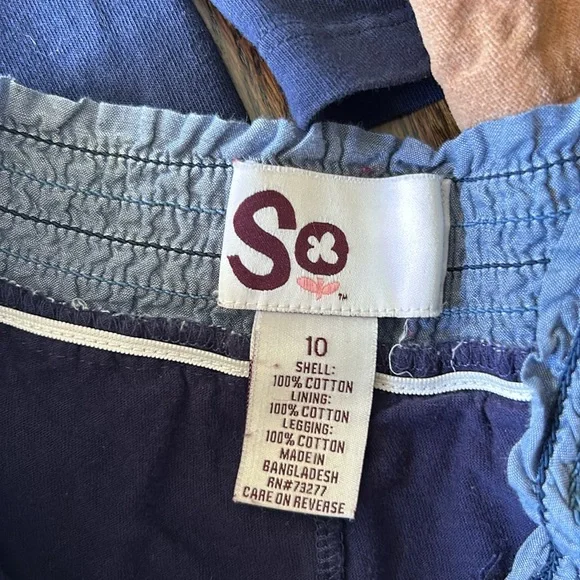 So
™
10
SHELL:
100% COTTON
LINING:
100% COTTON
LEGGING:
100% COTTON
MADE IN
BANGLADESH
RN#73277
CARE ON REVERSE